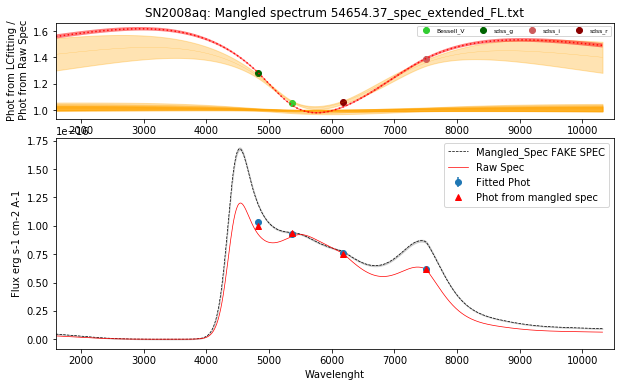 SN2008aq: Mangled spectrum 54654.37_spec_extended_FL.txt
Phot from LCfitting /
Phot from Raw Spec
1.6
1.4
1.2
1.0
Bessell_V
sdss_g
sdss_i
sdss_r
2000 3000 4000 5000 6000 7000 8000 9000 10000
Flux erg s-1 cm-2 A-1
1.75
1.50
1.25
1.00
0.75
0.50
0.25
0.00
Mangled_Spec FAKE SPEC
Raw Spec
Fitted Phot
Phot from mangled spec
2000 3000 4000 5000 6000 7000 8000 9000 10000
Wavelenght